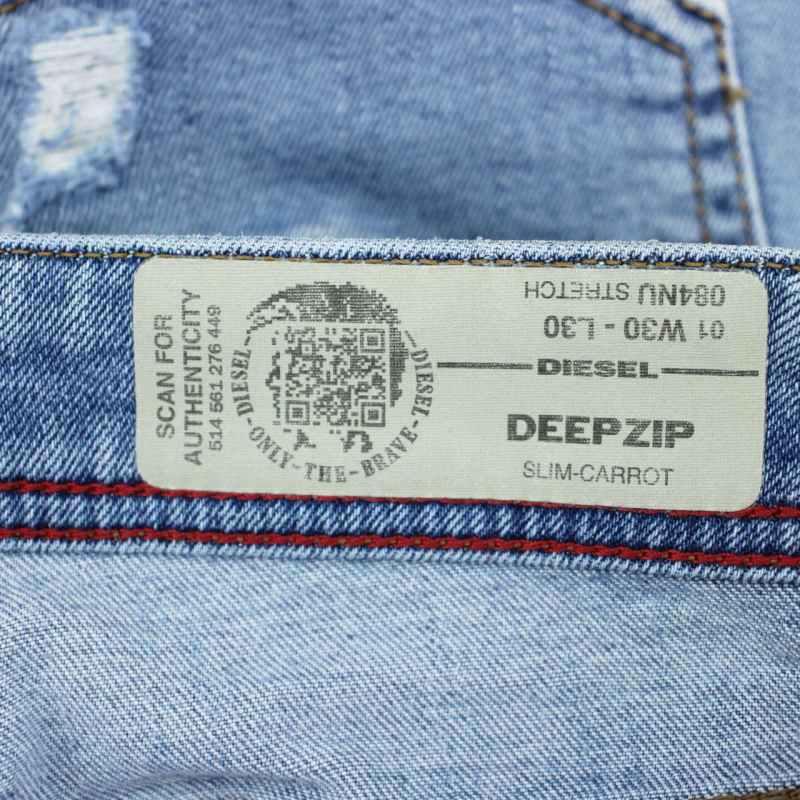 SCAN FOR
AUTHENTICITY
514 561 276 449
DIESEL-ONLY-THE-BRAVE-DIESEL
084NU STRETCH
01 W30 - L30
DIESEL
DEEPZIP
SLIM-CARROT